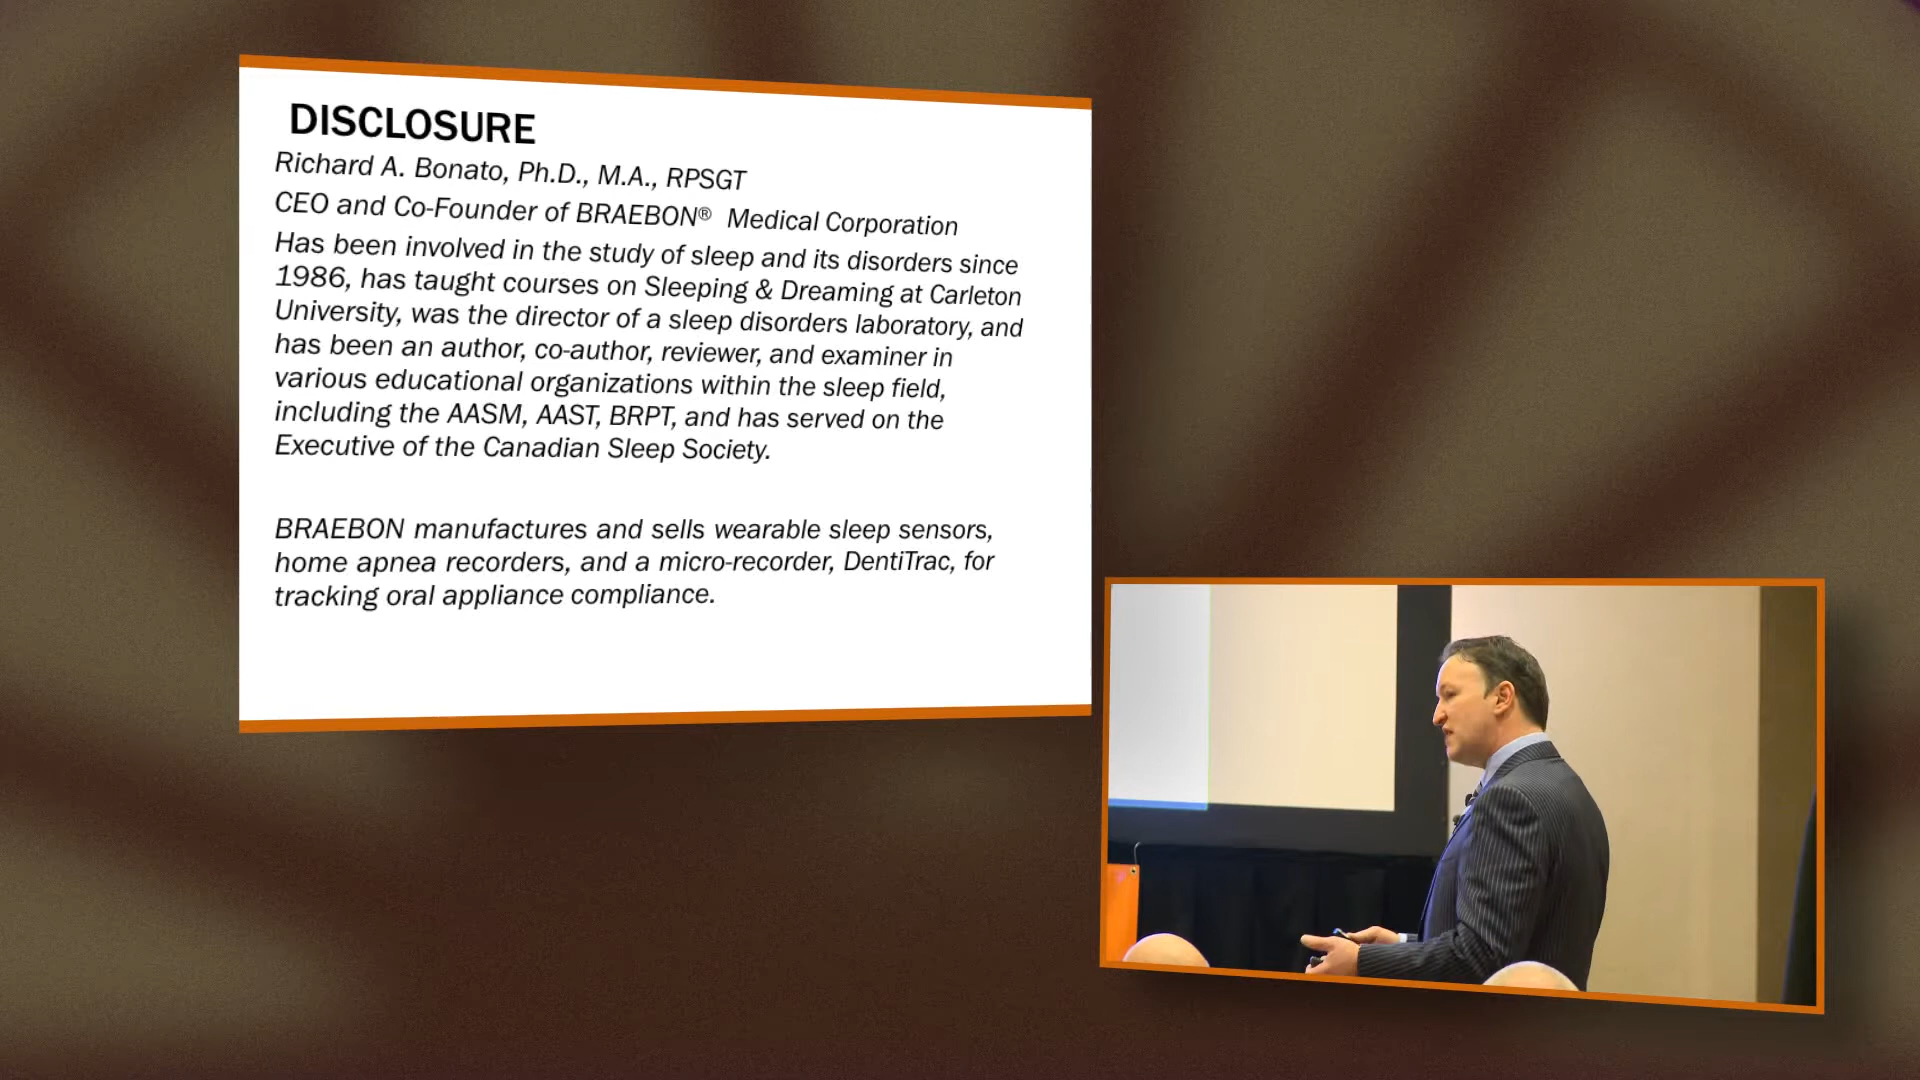 DISCLOSURE
Richard A. Bonato, Ph.D., M.A., RPSGT
CEO and Co-Founder of BRAEBON® Medical Corporation
Has been involved in the study of sleep and its disorders since
1986, has taught courses on Sleeping & Dreaming at Carleton
University, was the director of a sleep disorders laboratory, and
has been an author, co-author, reviewer, and examiner in
various educational organizations within the sleep field,
including the AASM, AAST, BRPT, and has served on the
Executive of the Canadian Sleep Society.
BRAEBON manufactures and sells wearable sleep sensors,
home apnea recorders, and a micro-recorder, DentiTrac, for
tracking oral appliance compliance.